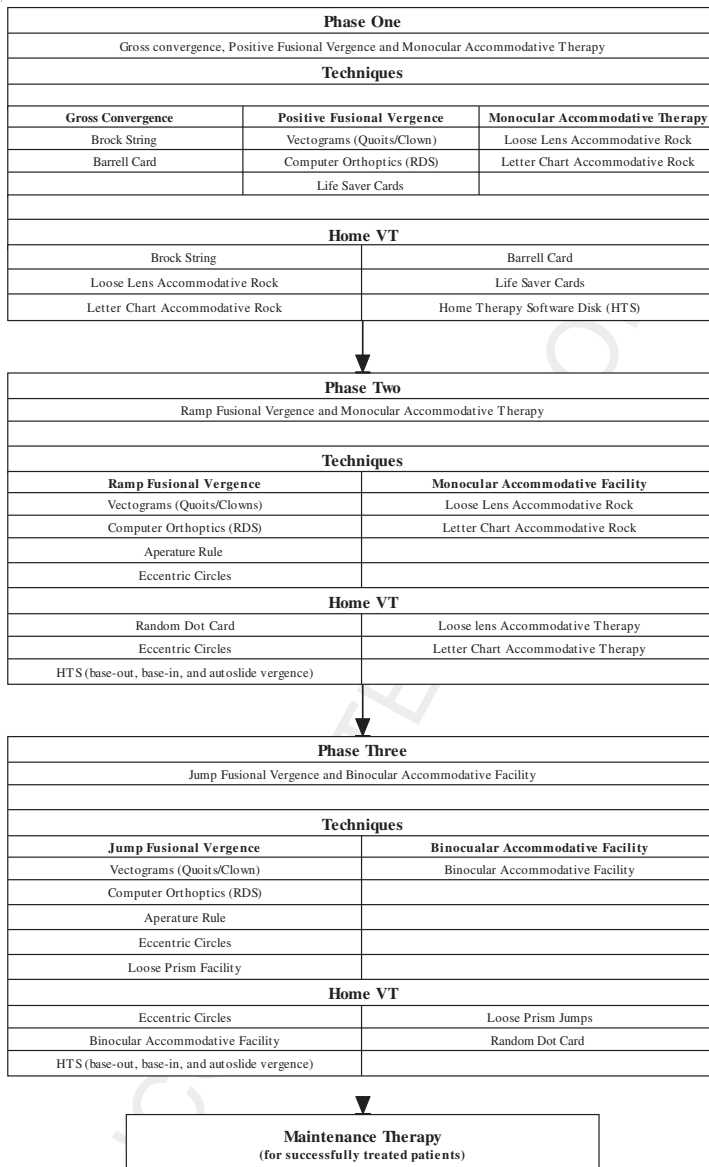 Phase One
Gross convergence, Positive Fusional Vergence and Monocular Accommodative Therapy
Techniques
Gross Convergence Positive Fusional Vergence Monocular Accommodative Therapy
Brock String Vectograms (Quoits/Clown) Loose Lens Accommodative Rock
Barrell Card Computer Orthoptics (RDS) Letter Chart Accommodative Rock
Life Saver Cards
Home VT
Brock String Barrell Card
Loose Lens Accommodative Rock Life Saver Cards
Letter Chart Accommodative Rock Home Therapy Software Disk (HTS)
Phase Two
Ramp Fusional Vergence and Monocular Accommodative Therapy
Techniques
Ramp Fusional Vergence Monocular Accommodative Facility
Vectograms (Quoits/Clowns) Loose Lens Accommodative Rock
Computer Orthoptics (RDS) Letter Chart Accommodative Rock
Aperature Rule
Eccentric Circles
Home VT
Random Dot Card Loose lens Accommodative Therapy
Eccentric Circles Letter Chart Accommodative Therapy
HTS (base-out, base-in, and autoslide vergence)
Phase Three
Jump Fusional Vergence and Binocular Accommodative Facility
Techniques
Jump Fusional Vergence Binocualar Accommodative Facility
Vectograms (Quoits/Clown) Binocular Accommodative Facility
Computer Orthoptics (RDS)
Aperature Rule
Eccentric Circles
Loose Prism Facility
Home VT
Eccentric Circles Loose Prism Jumps
Binocular Accommodative Facility Random Dot Card
HTS (base-out, base-in, and autoslide vergence)
Maintenance Therapy
(for successfully treated patients)